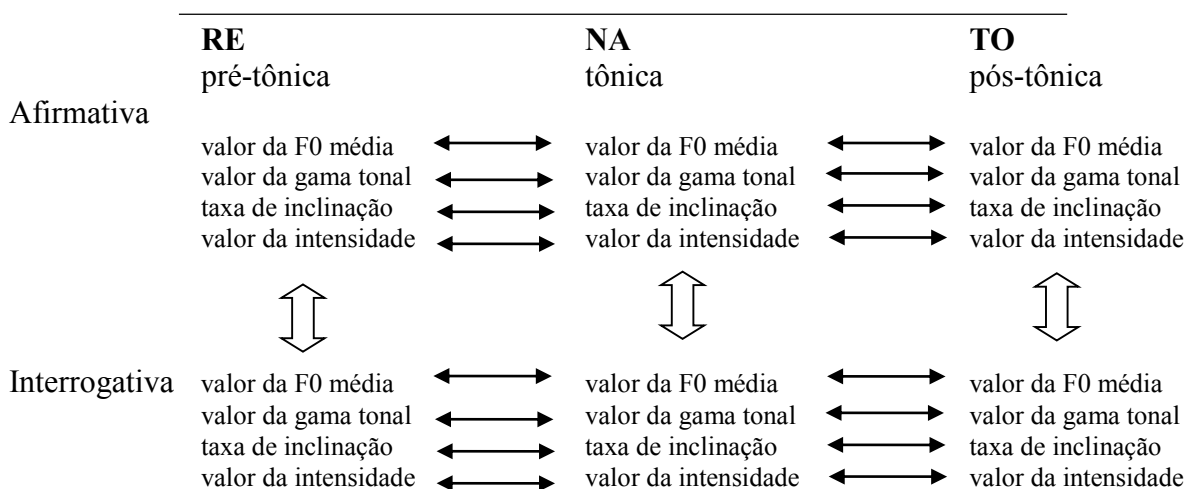 RE NA TO
pré-tônica tônica pós-tônica
Afirmativa
valor da F0 média valor da F0 média valor da F0 média
valor da gama tonal valor da gama tonal valor da gama tonal
taxa de inclinação taxa de inclinação taxa de inclinação
valor da intensidade valor da intensidade valor da intensidade
Interrogativa valor da F0 média valor da F0 média valor da F0 média
valor da gama tonal valor da gama tonal valor da gama tonal
taxa de inclinação taxa de inclinação taxa de inclinação
valor da intensidade valor da intensidade valor da intensidade